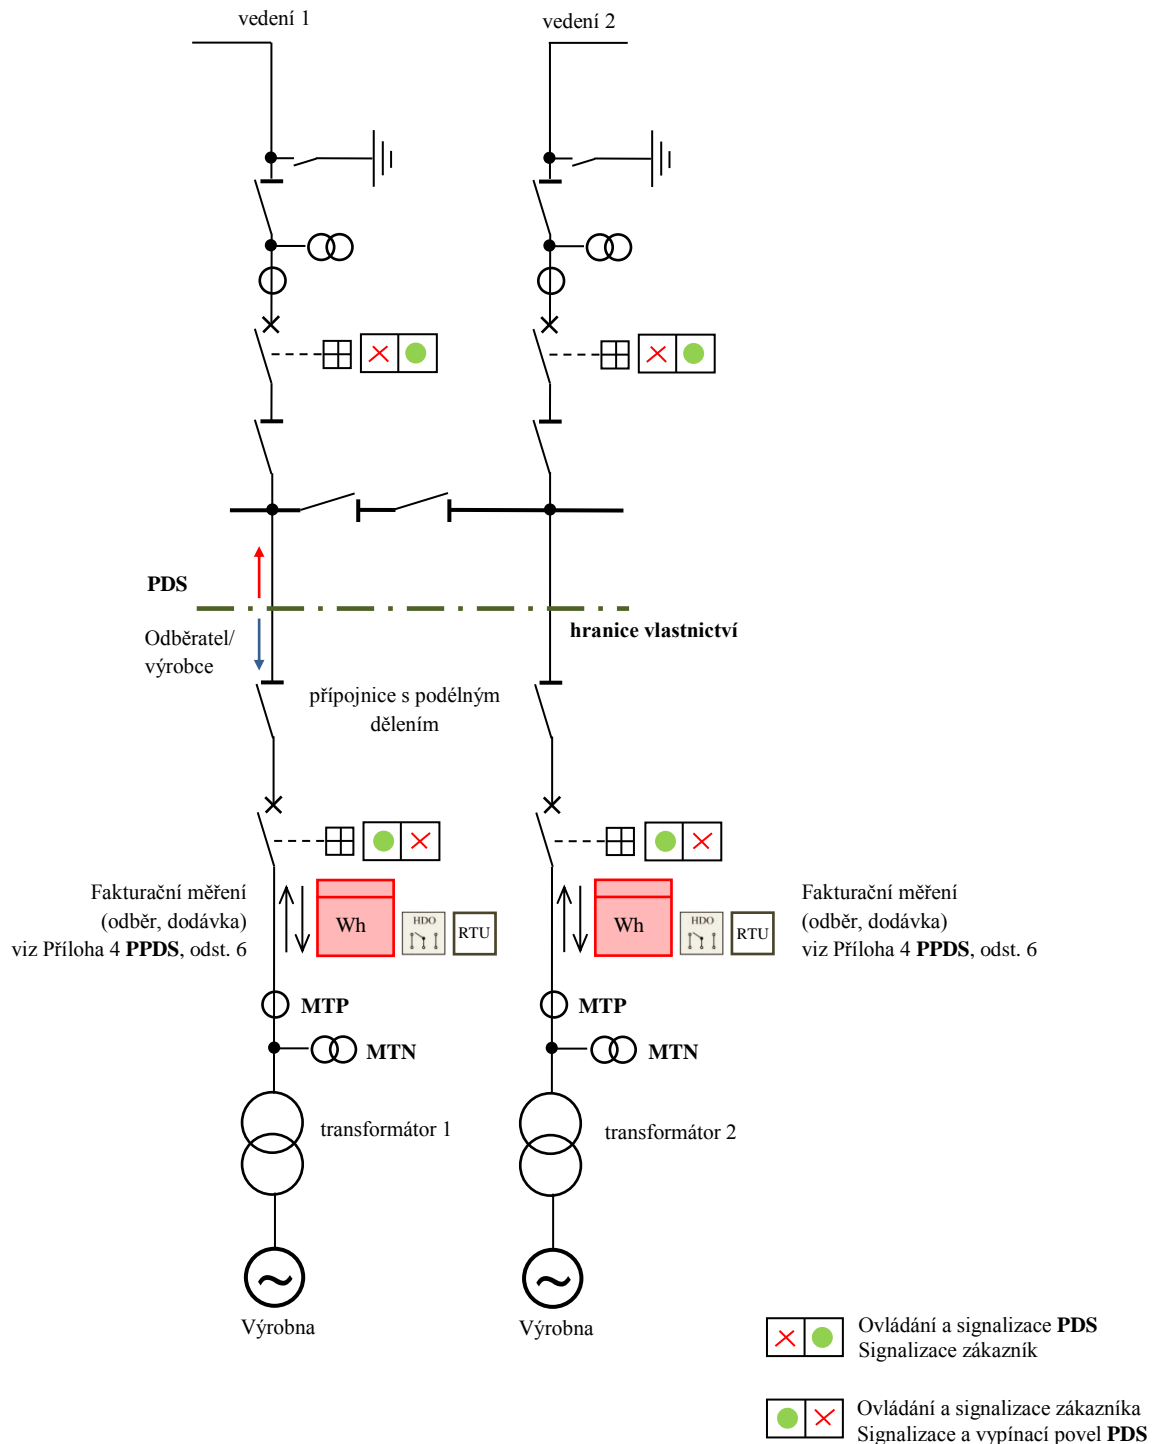 vedení 1
vedení 2
PDS
Odběratel/
výrobce
hranice vlastnictví
přípojnice s podélným
dělením
Fakturační měření
(odběr, dodávka)
viz Příloha 4 PPDS, odst. 6
Wh
HDO
RTU
Wh
HDO
RTU
Fakturační měření
(odběr, dodávka)
viz Příloha 4 PPDS, odst. 6
MTP
MTP
MTN
MTN
transformátor 1
transformátor 2
Výrobna
Výrobna
Ovládání a signalizace PDS
Signalizace zákazník
Ovládání a signalizace zákazníka
Signalizace a vypínací povel PDS